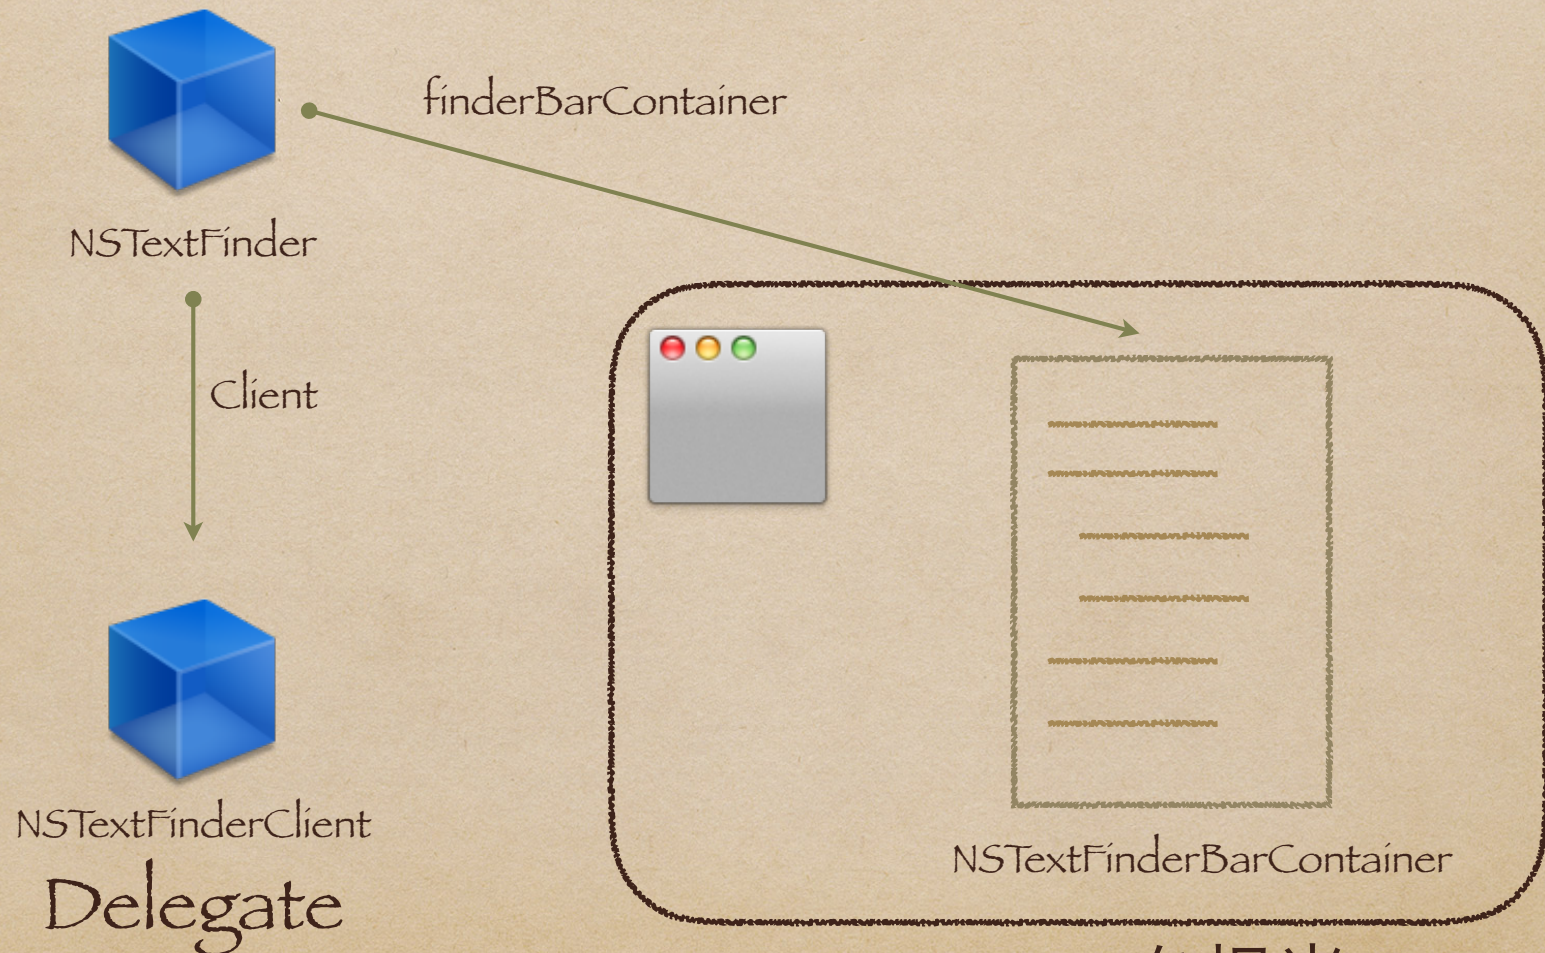 finderBarContainer
NSTextFinder
Client
NSTextFinderClient
NSTextFinderBarContainer
Delegate